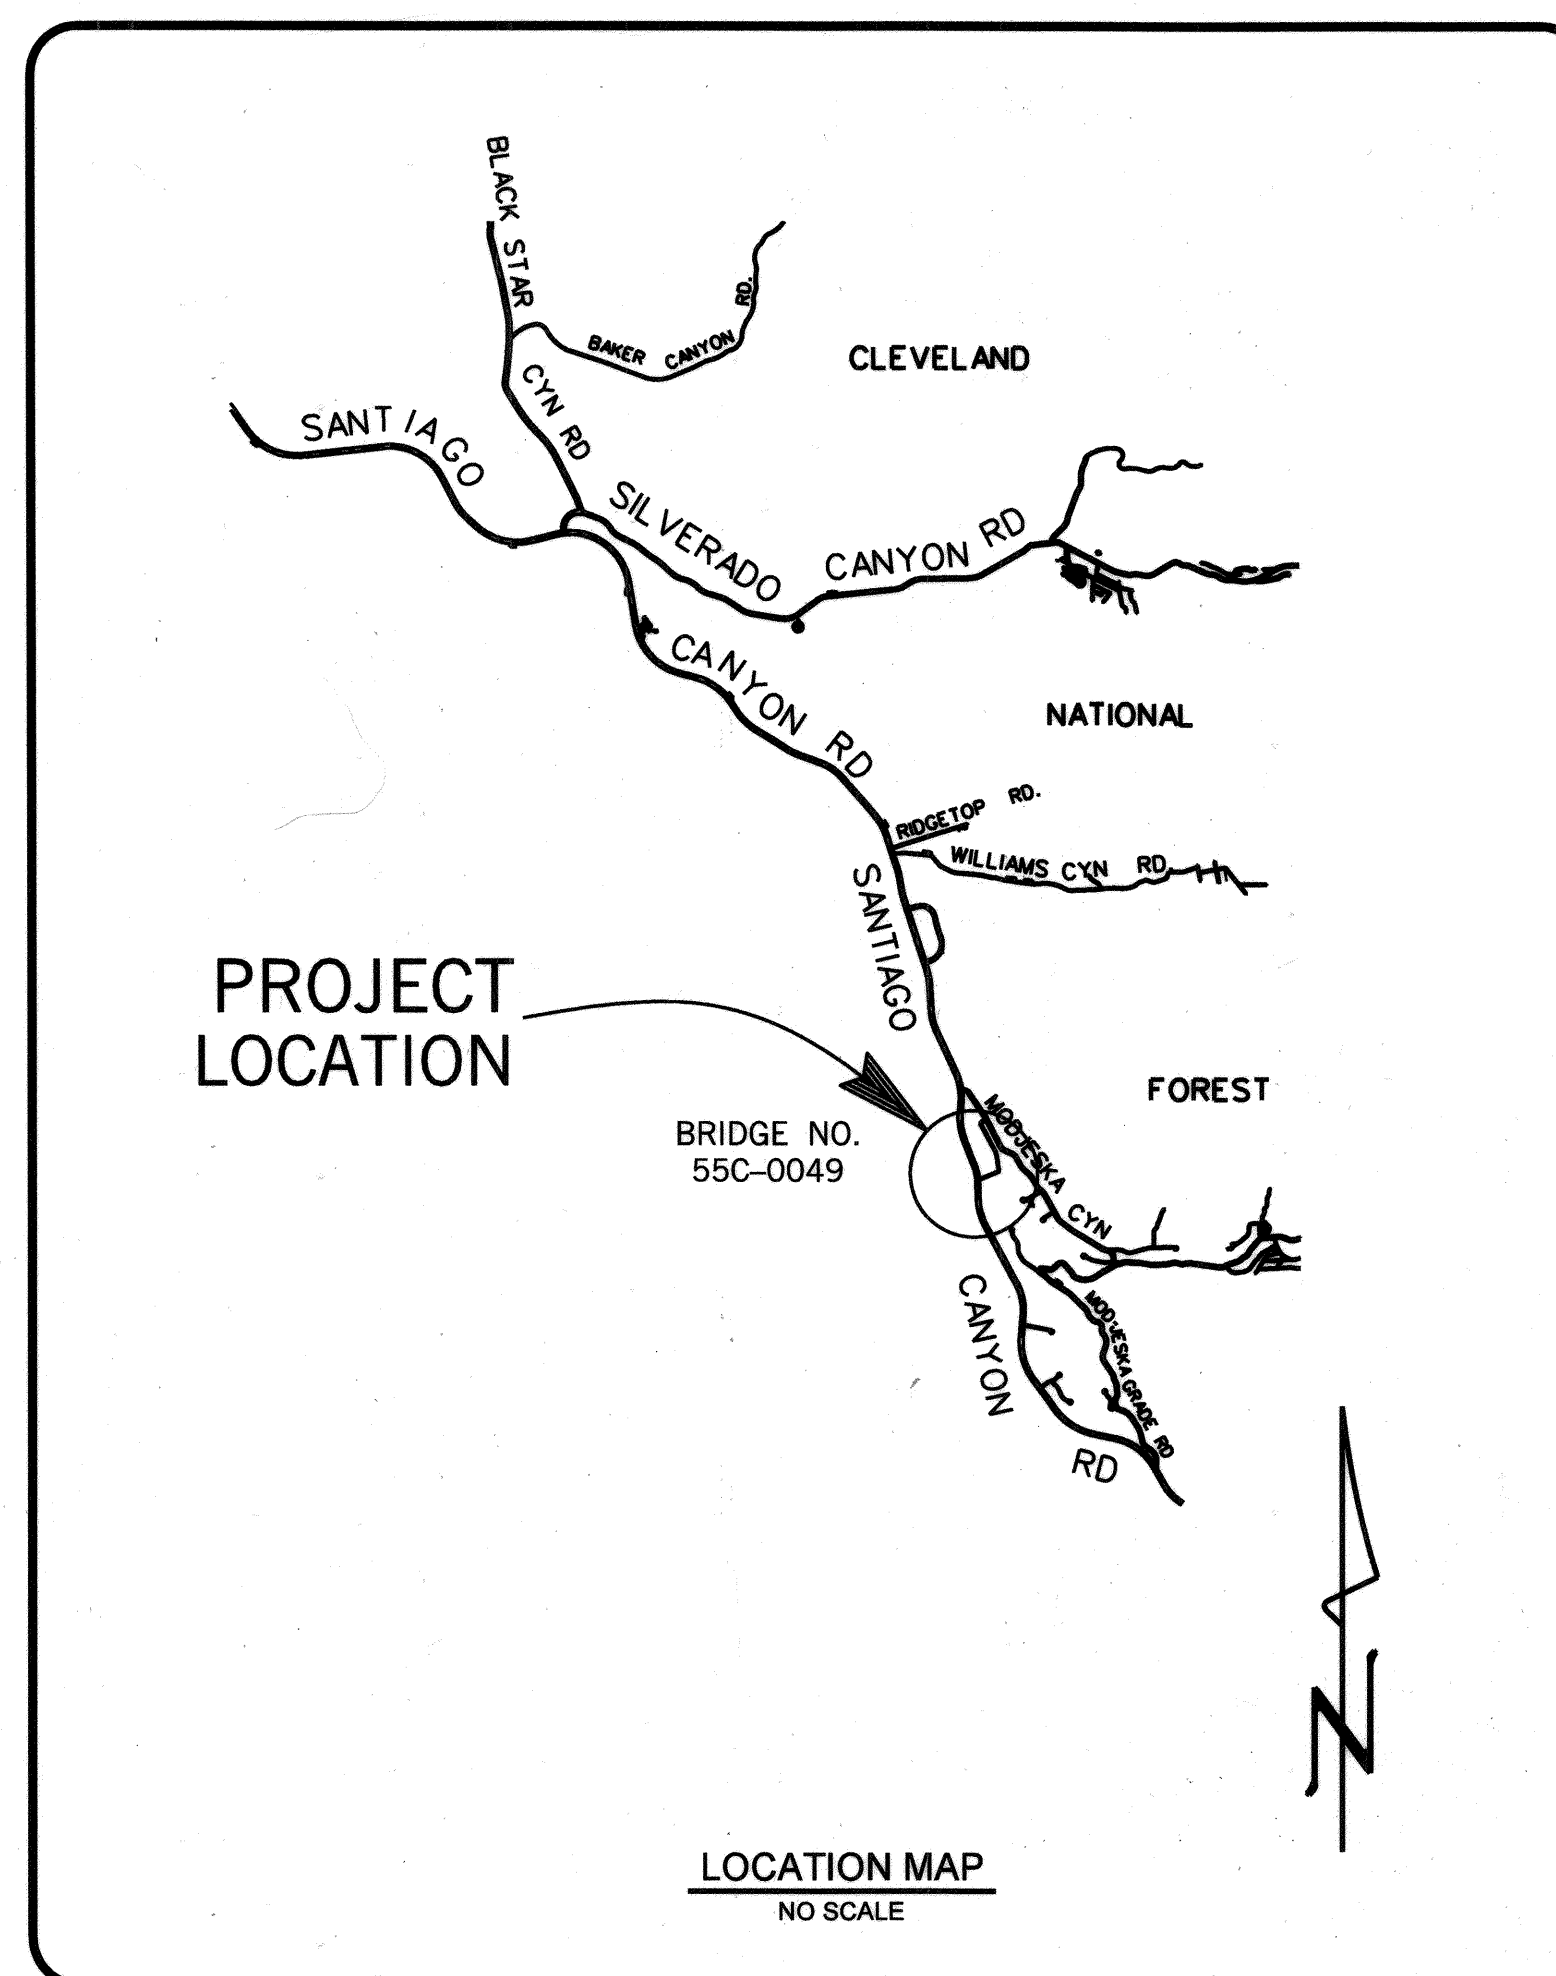 BLACK STAR CYN RD
BAKER CANYON RD.
CLEVELAND
SANTIAGO CANYON RD
SILVERADO CANYON RD
NATIONAL
RIDGETOP RD.
WILLIAMS CYN RD
SANTIAGO CANYON RD
PROJECT
LOCATION
BRIDGE NO.
55C-0049
FOREST
MODJESKA CYN
MODJESKA GRADE RD
N
LOCATION MAP
NO SCALE